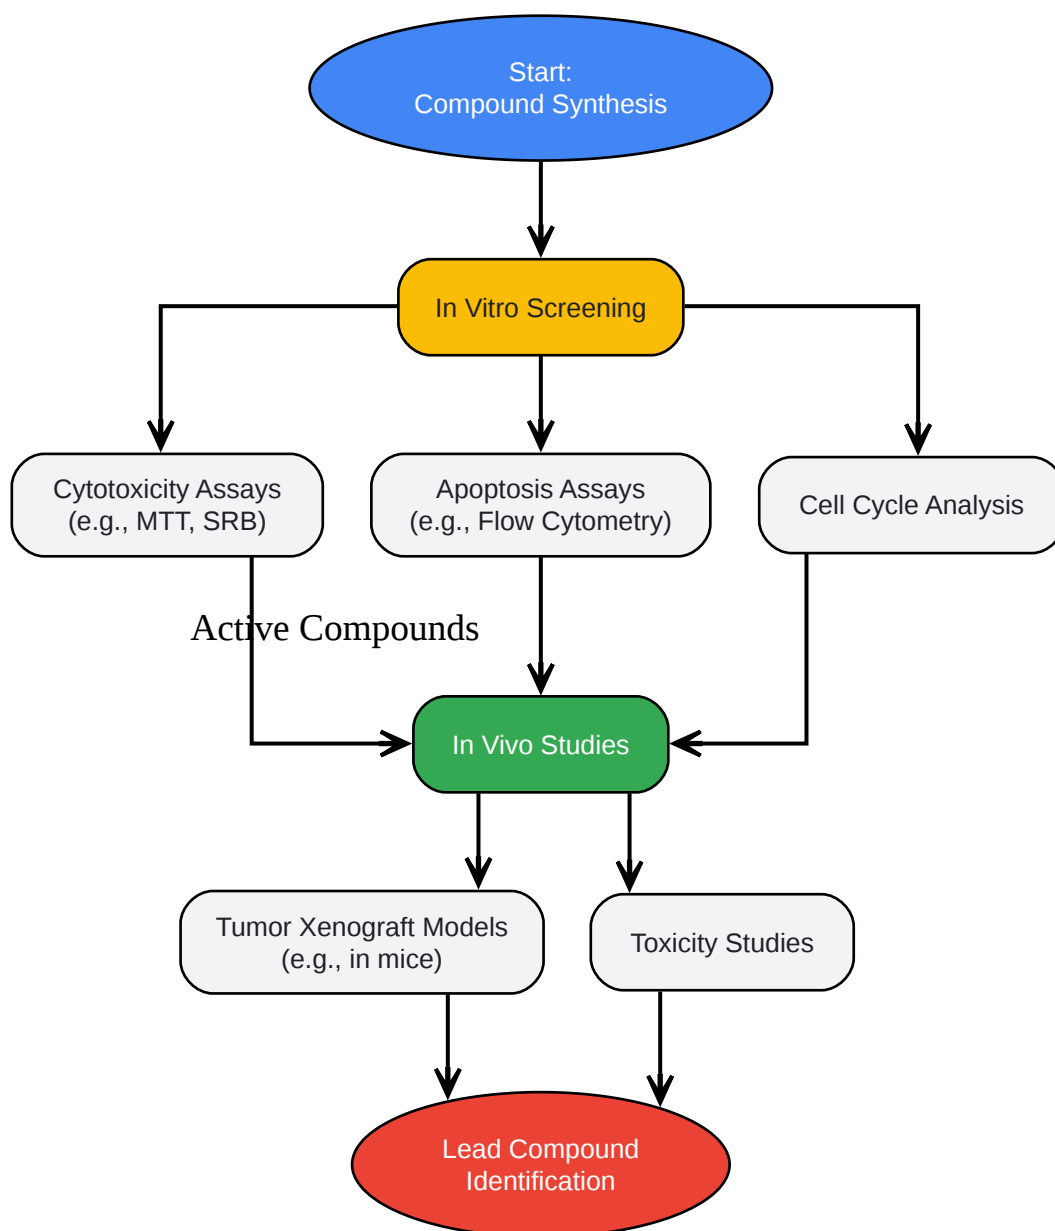 Start:
Compound Synthesis
In Vitro Screening
Cytotoxicity Assays
(e.g., MTT, SRB)
Apoptosis Assays
(e.g., Flow Cytometry)
Cell Cycle Analysis
Active Compounds
In Vivo Studies
Tumor Xenograft Models
(e.g., in mice)
Toxicity Studies
Lead Compound
Identification